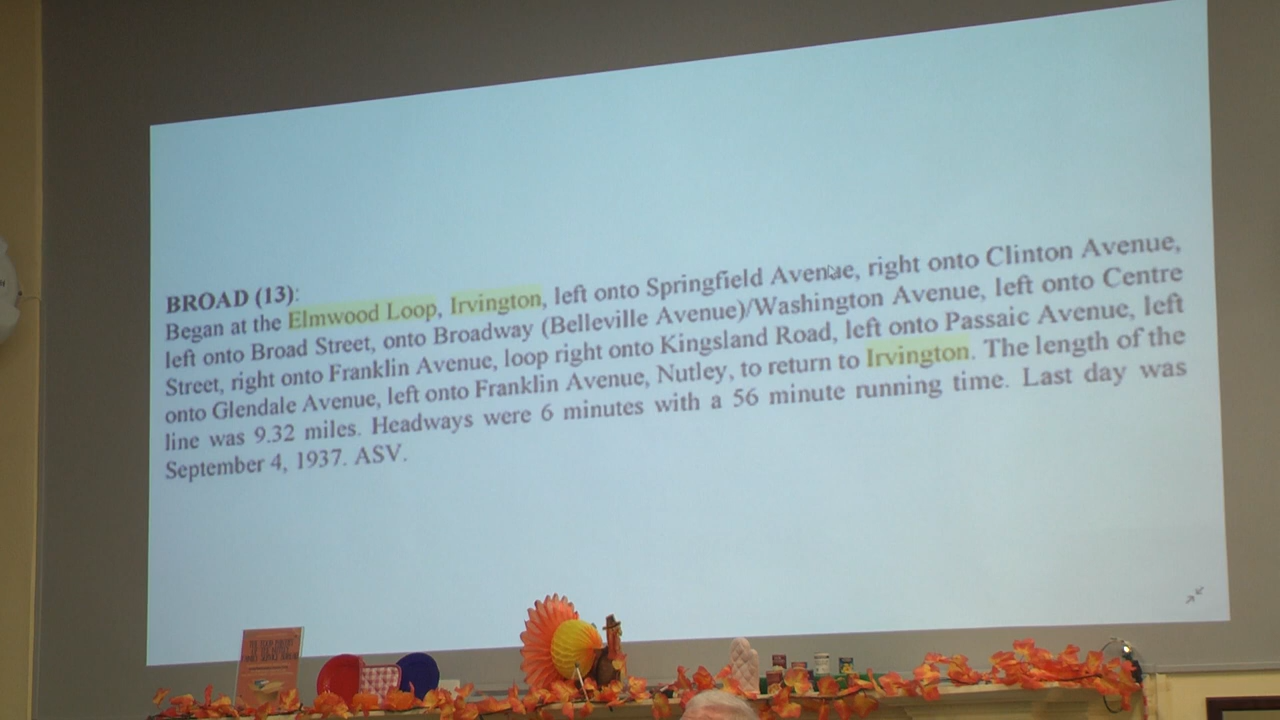 BROAD (13):
Began at the Elmwood Loop, Irvington, left onto Springfield Avenue, right onto Clinton Avenue,
left onto Broad Street, onto Broadway (Belleville Avenue)/Washington Avenue, left onto Centre
Street, right onto Franklin Avenue, loop right onto Kingsland Road, left onto Passaic Avenue, left
onto Glendale Avenue, left onto Franklin Avenue, Nutley, to return to Irvington. The length of the
line was 9.32 miles. Headways were 6 minutes with a 56 minute running time. Last day was
September 4, 1937. ASV.